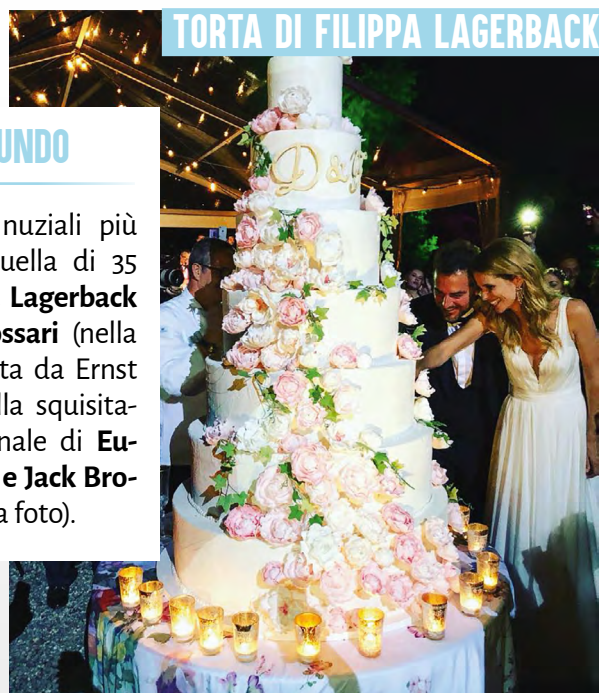 TORTA DI FILIPPA LAGERBACK
UNDO
nuziali più
uella di 35
Lagerback
ossari (nella
ta da Ernst
lla squisita-
nale di Eu-
e Jack Bro-
a foto).
D & F